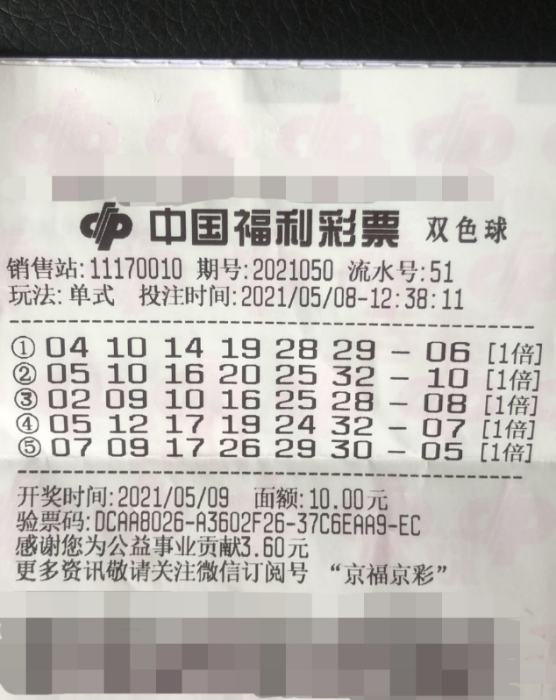 中国福利彩票 双色球
销售站:11170010 期号:2021050 流水号:51
玩法:单式 投注时间:2021/05/08-12:38:11
① 04 10 14 19 28 29 - 06 [1倍]
② 05 10 16 20 25 32 - 10 [1倍]
③ 02 09 10 16 25 28 - 08 [1倍]
④ 05 12 17 19 24 32 - 07 [1倍]
⑤ 07 09 17 26 29 30 - 05 [1倍]
开奖时间:2021/05/09 面额:10.00元
验票码:DCAA8026-A3602F26-37C6EAA9-EC
感谢您为公益事业贡献3.60元
更多资讯敬请关注微信订阅号 “京福京彩”